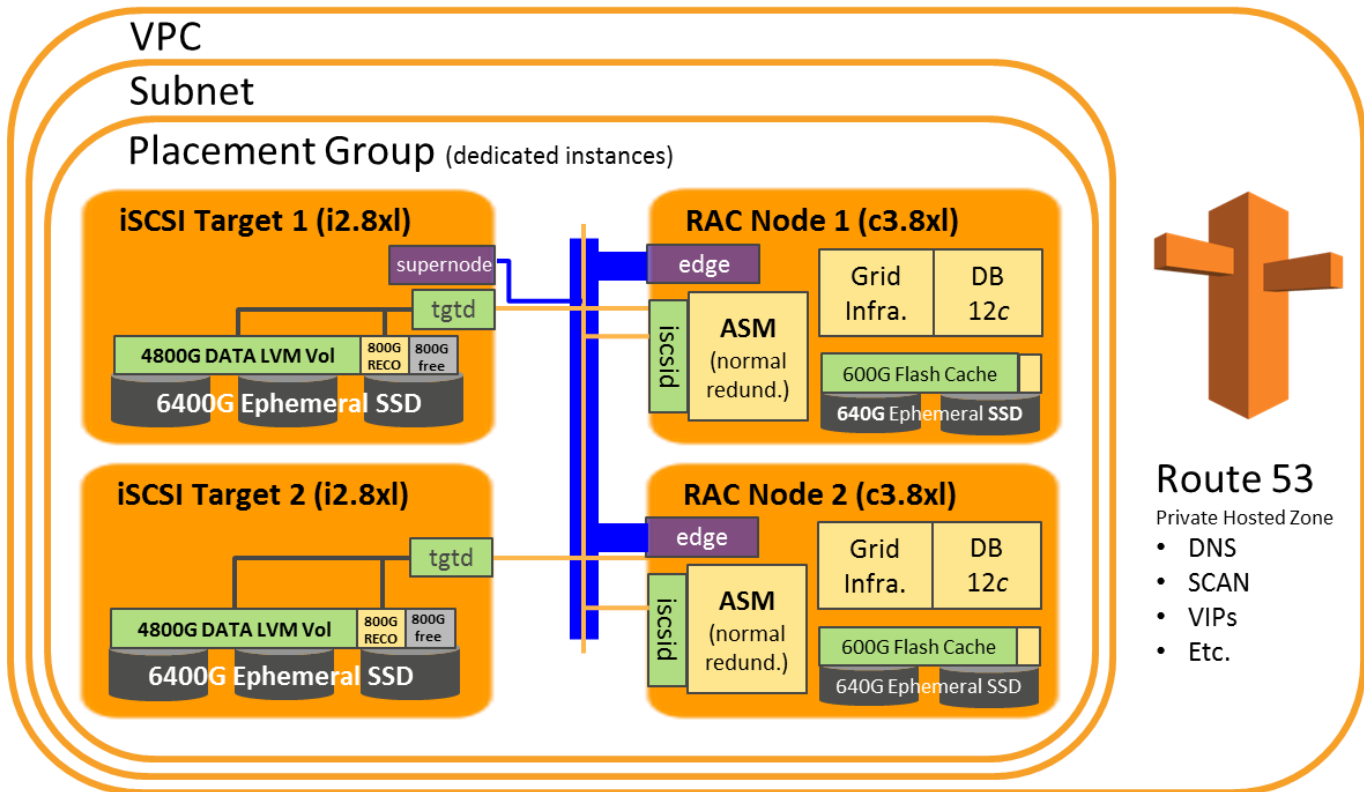 VPC
Subnet
Placement Group (dedicated instances)
iSCSI Target 1 (i2.8xl)
supernode
tgtd
4800G DATA LVM Vol
800G
RECO
800G
free
6400G Ephemeral SSD
RAC Node 1 (c3.8xl)
edge
iscsid
ASM
(normal
redund.)
Grid
Infra.
DB
12c
600G Flash Cache
640G Ephemeral SSD
iSCSI Target 2 (i2.8xl)
tgtd
4800G DATA LVM Vol
800G
RECO
800G
free
6400G Ephemeral SSD
RAC Node 2 (c3.8xl)
edge
iscsid
ASM
(normal
redund.)
Grid
Infra.
DB
12c
600G Flash Cache
640G Ephemeral SSD
Route 53
Private Hosted Zone
• DNS
• SCAN
• VIPs
• Etc.